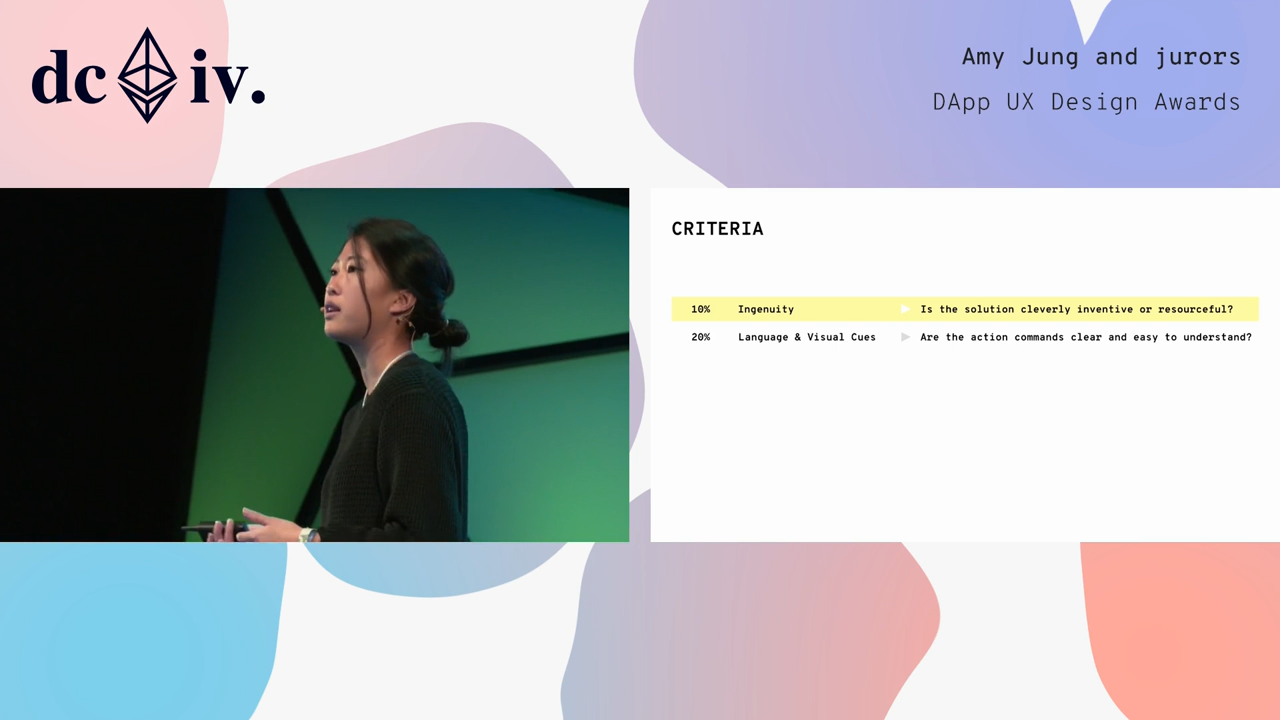 dc iv.
Amy Jung and jurors
DApp UX Design Awards
CRITERIA
10% Ingenuity Is the solution cleverly inventive or resourceful?
20% Language & Visual Cues Are the action commands clear and easy to understand?